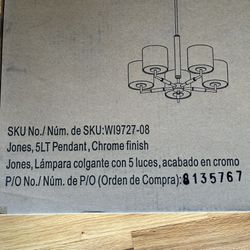 SKU No./ Núm. de SKU:WI9727-08
Jones, 5LT Pendant, Chrome finish
Jones, Lámpara colgante con 5 luces, acabado en cromo
P/O No./ Núm. de P/O (Orden de Compra):8135767